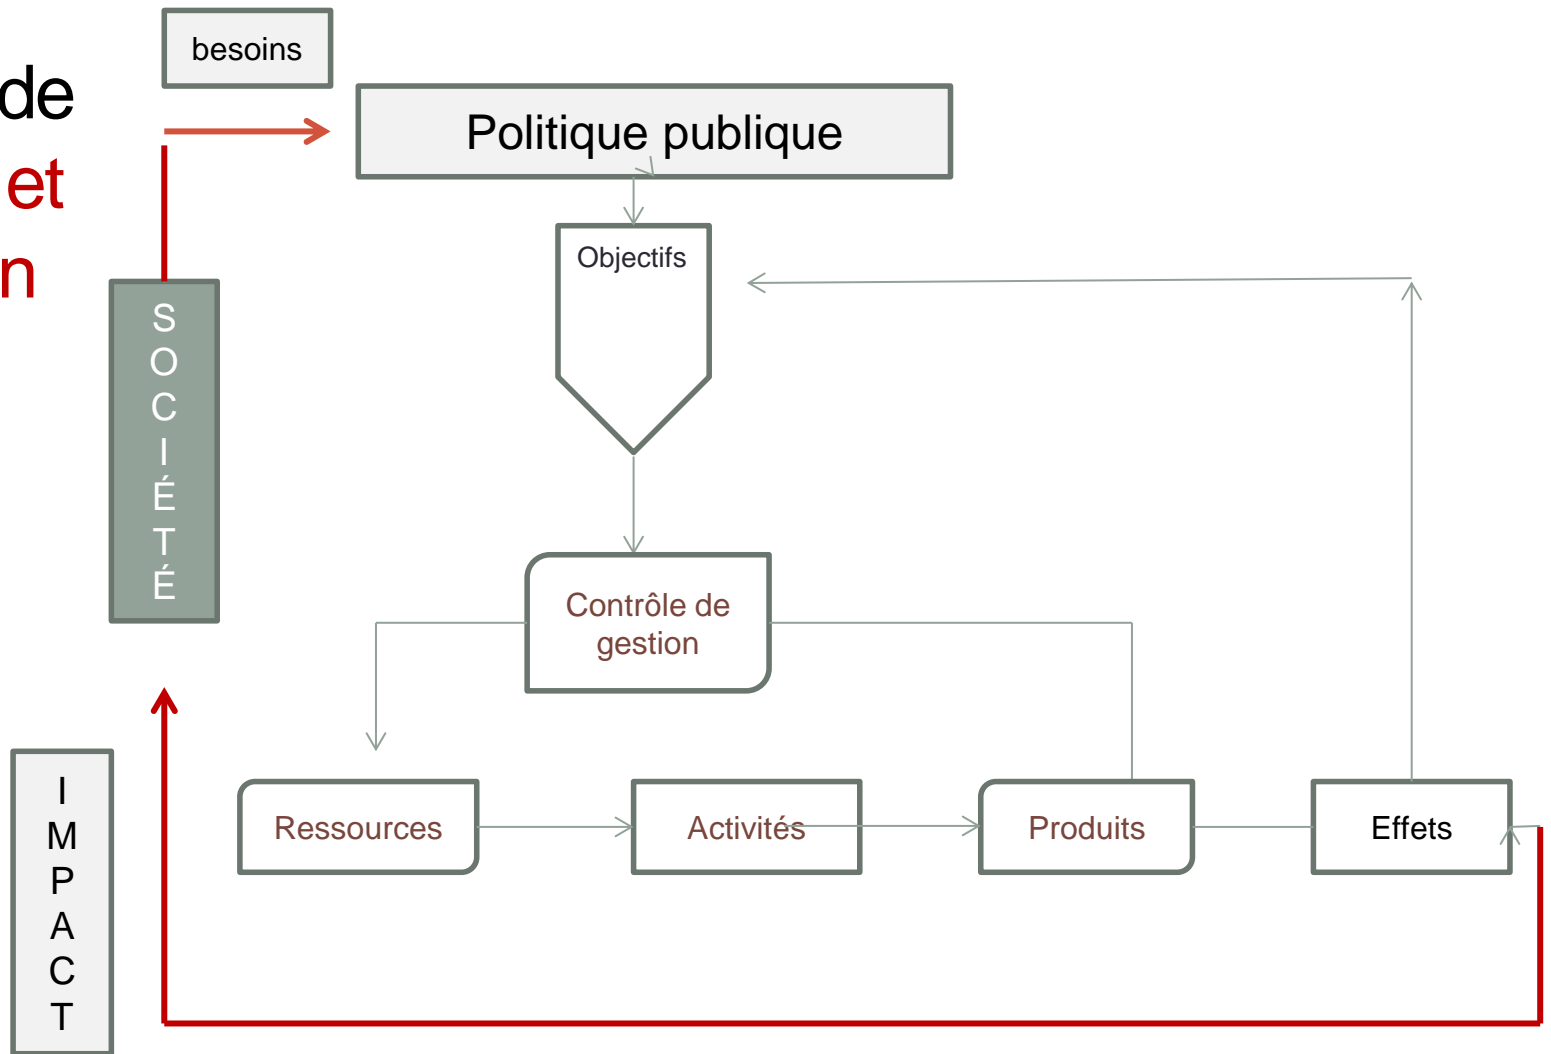 besoins
de
et
n
Politique publique
Objectifs
S
O
C
I
É
T
É
Contrôle de
gestion
I
M
P
A
C
T
Ressources
Activités
Produits
Effets